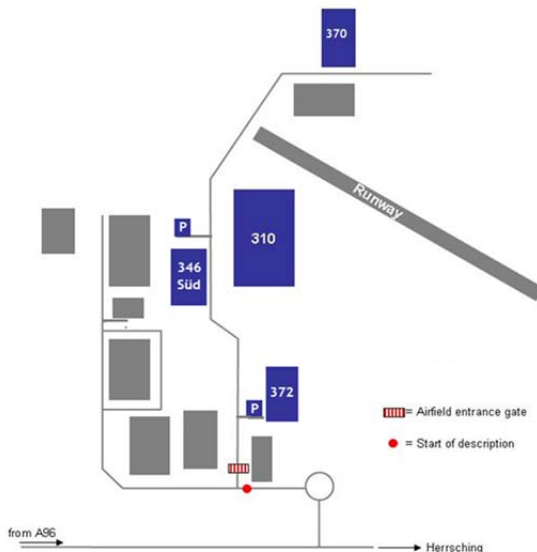 370
Runway
P
310
346
Süd
372
P
= Airfield entrance gate
= Start of description
from A96
Herrsching